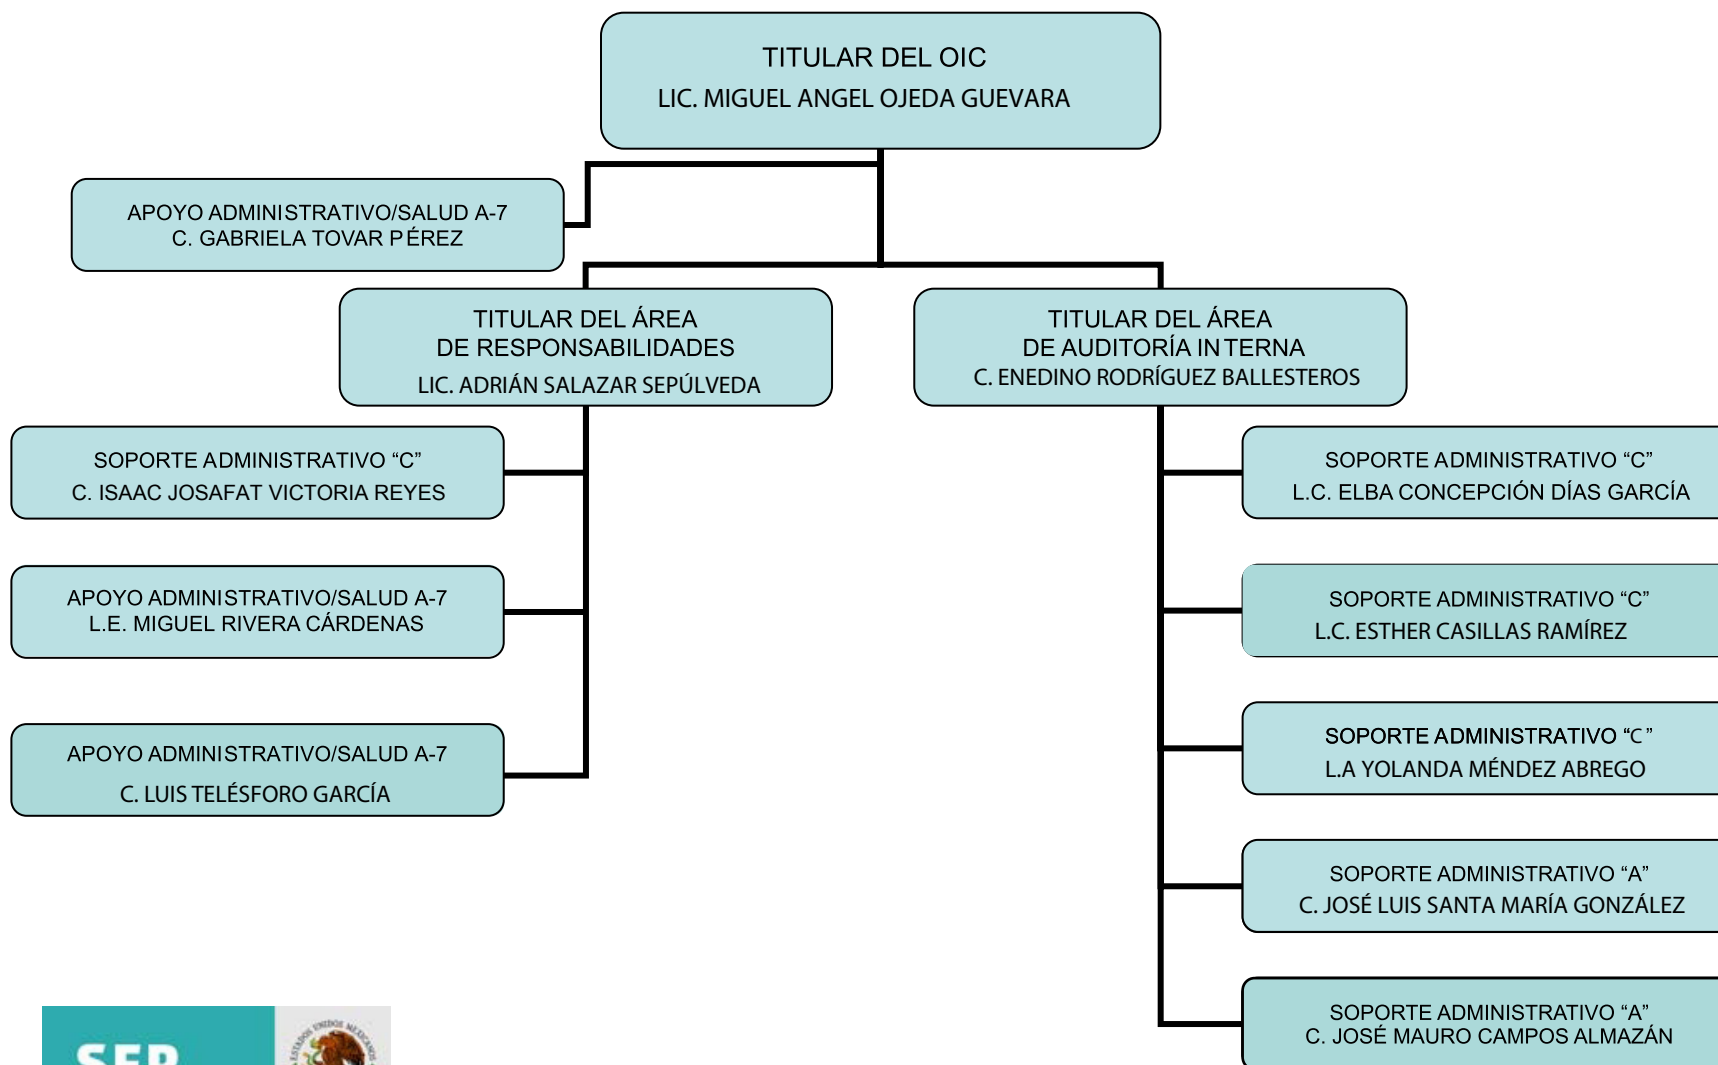 TITULAR DEL OIC
LIC. MIGUEL ANGEL OJEDA GUEVARA
APOYO ADMINISTRATIVO/SALUD A-7
C. GABRIELA TOVAR PÉREZ
TITULAR DEL ÁREA
DE RESPONSABILIDADES
LIC. ADRIÁN SALAZAR SEPÚLVEDA
TITULAR DEL ÁREA
DE AUDITORÍA INTERNA
C. ENEDINO RODRÍGUEZ BALLESTEROS
SOPORTE ADMINISTRATIVO “C”
C. ISAAC JOSAFAT VICTORIA REYES
APOYO ADMINISTRATIVO/SALUD A-7
L.E. MIGUEL RIVERA CÁRDENAS
APOYO ADMINISTRATIVO/SALUD A-7
C. LUIS TELÉSFORO GARCÍA
SOPORTE ADMINISTRATIVO “C”
L.C. ELBA CONCEPCIÓN DÍAS GARCÍA
SOPORTE ADMINISTRATIVO “C”
L.C. ESTHER CASILLAS RAMÍREZ
SOPORTE ADMINISTRATIVO “C”
L.A YOLANDA MÉNDEZ ABREGO
SOPORTE ADMINISTRATIVO “A”
C. JOSÉ LUIS SANTA MARÍA GONZÁLEZ
SOPORTE ADMINISTRATIVO “A”
C. JOSÉ MAURO CAMPOS ALMAZÁN
SEP
ESTADOS UNIDOS MEXICANOS